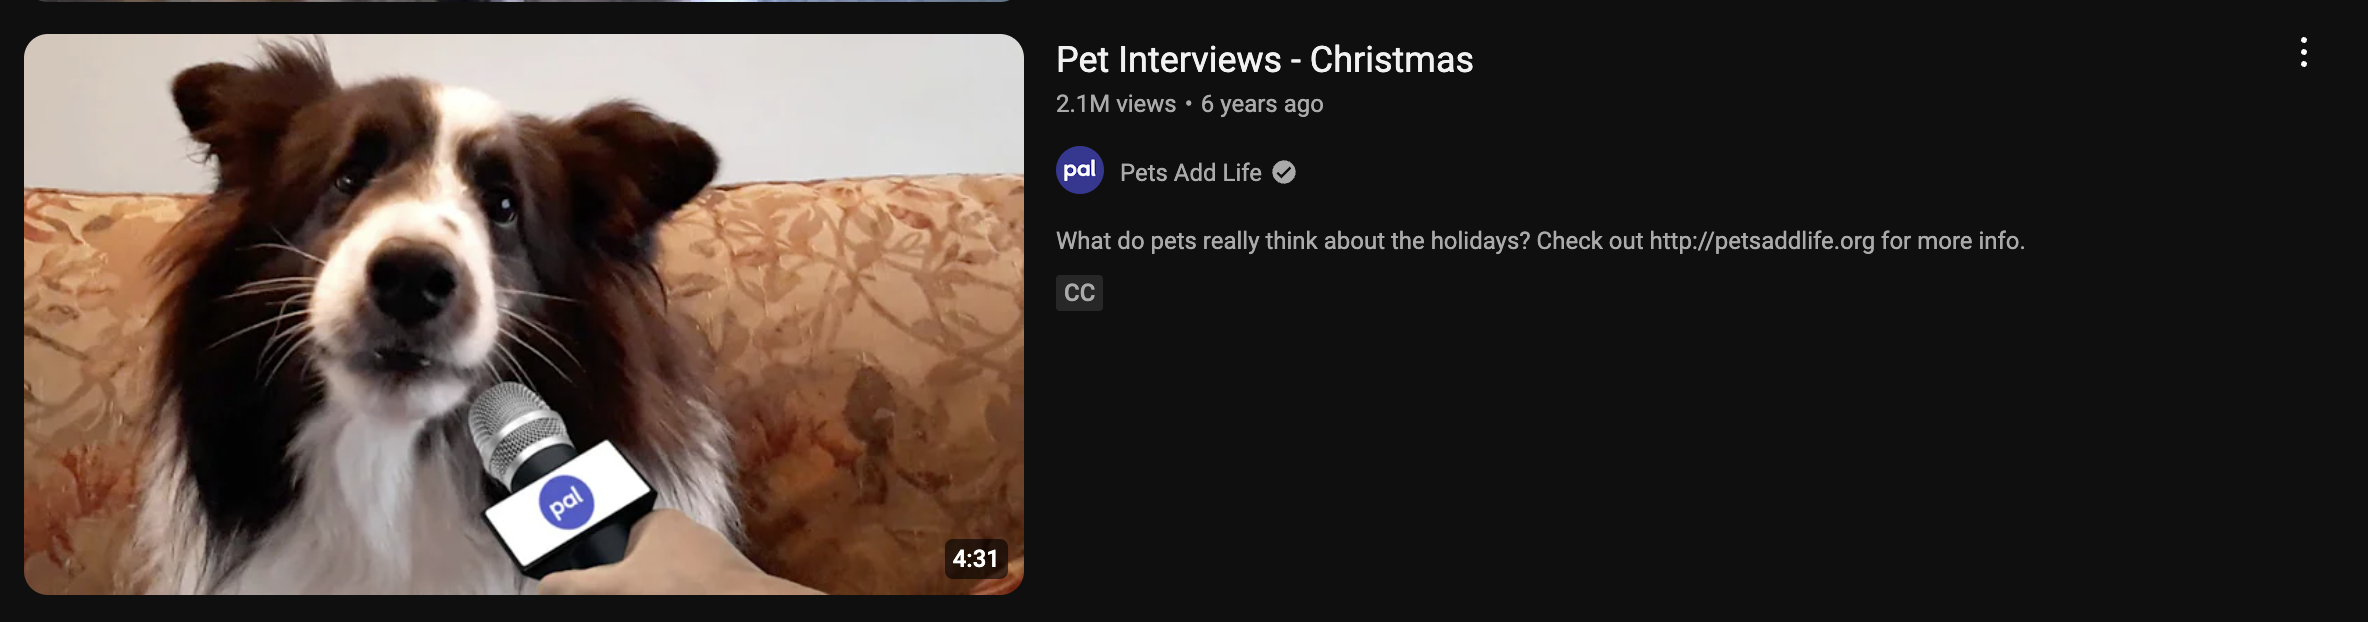 pal
4:31
Pet Interviews - Christmas
2.1M views • 6 years ago
pal Pets Add Life
What do pets really think about the holidays? Check out http://petsaddlife.org for more info.
CC